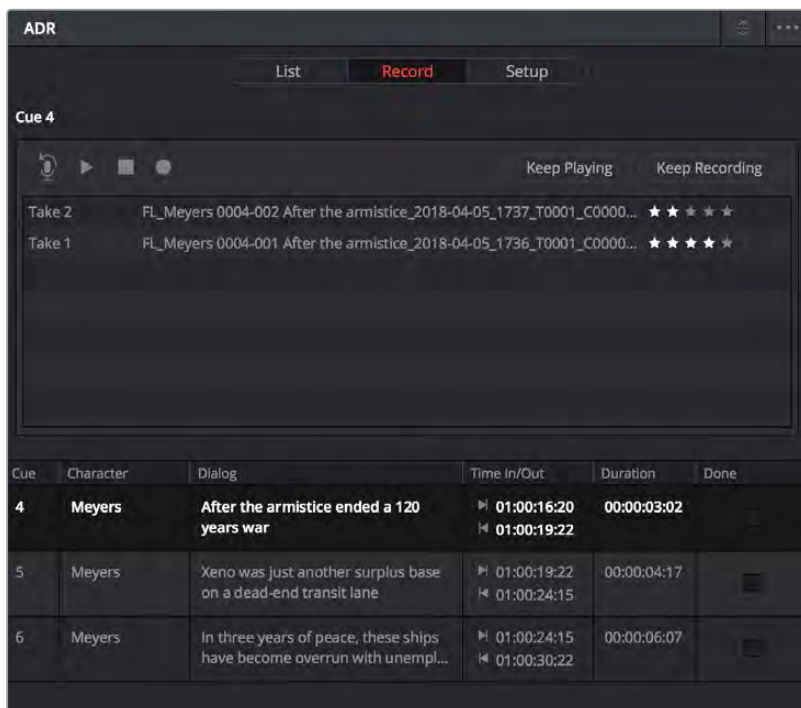 ADR
List Record Setup
Cue 4
Keep Playing Keep Recording
Take 2 FL_Meyers 0004-002 After the armistice_2018-04-05_1737_T0001_C0000...
Take 1 FL_Meyers 0004-001 After the armistice_2018-04-05_1736_T0001_C0000...
Cue Character Dialog Time In/Out Duration Done
4 Meyers After the armistice ended a 120 01:00:16:20 00:00:03:02
years war 01:00:19:22
5 Meyers Xeno was just another surplus base 01:00:19:22 00:00:04:17
on a dead-end transit lane 01:00:24:15
6 Meyers In three years of peace, these ships 01:00:24:15 00:00:06:07
have become overrun with unempl... 01:00:30:22